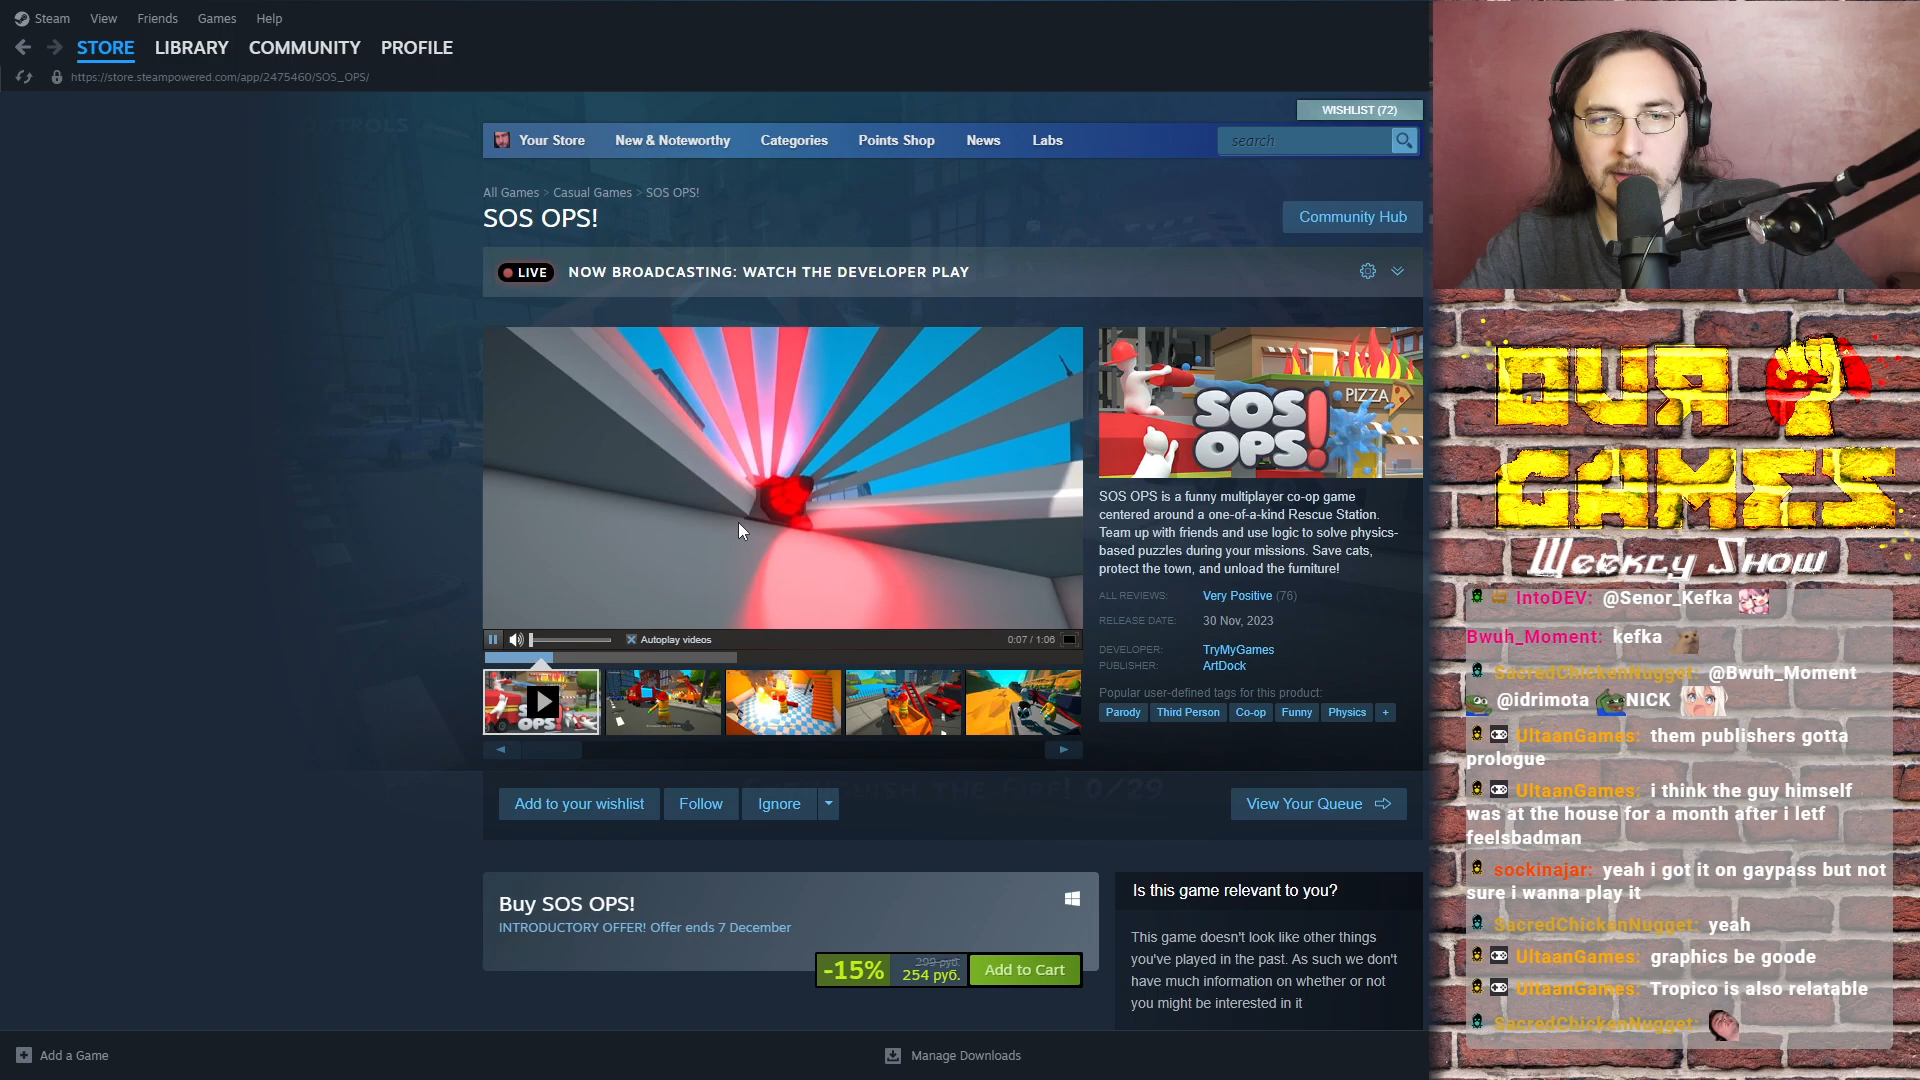 Steam View Friends Games Help
STORE LIBRARY COMMUNITY PROFILE
https://store.steampowered.com/app/2475460/SOS_OPS/
WISHLIST (72)
Your Store New & Noteworthy Categories Points Shop News Labs search
All Games > Casual Games > SOS OPS!
SOS OPS!
Community Hub
LIVE NOW BROADCASTING: WATCH THE DEVELOPER PLAY
PIZZA
SOS OPS!
SOS OPS is a funny multiplayer co-op game
centered around a one-of-a-kind Rescue Station.
Team up with friends and use logic to solve physics-
based puzzles during your missions. Save cats,
protect the town, and unload the furniture!
ALL REVIEWS: Very Positive (76)
RELEASE DATE: 30 Nov, 2023
DEVELOPER: TryMyGames
PUBLISHER: ArtDock
Popular user-defined tags for this product:
Parody Third Person Co-op Funny Physics +
Autoplay videos 0:07 / 1:06
Add to your wishlist Follow Ignore View Your Queue
Buy SOS OPS!
INTRODUCTORY OFFER! Offer ends 7 December
-15% 299 руб. 254 руб. Add to Cart
Is this game relevant to you?
This game doesn't look like other things
you've played in the past. As such we don't
have much information on whether or not
you might be interested in it
Add a Game Manage Downloads
OUR
GAMES
Weekly Show
IntoDEV: @Senor_Kefka
Bwuh_Moment: kefka
SacredChickenNugget: @Bwuh_Moment
@idrimota NICK
UltaanGames: them publishers gotta
prologue
UltaanGames: i think the guy himself
was at the house for a month after i letf
feelsbadman
sockinajar: yeah i got it on gaypass but not
sure i wanna play it
SacredChickenNugget: yeah
UltaanGames: graphics be goode
UltaanGames: Tropico is also relatable
SacredChickenNugget: